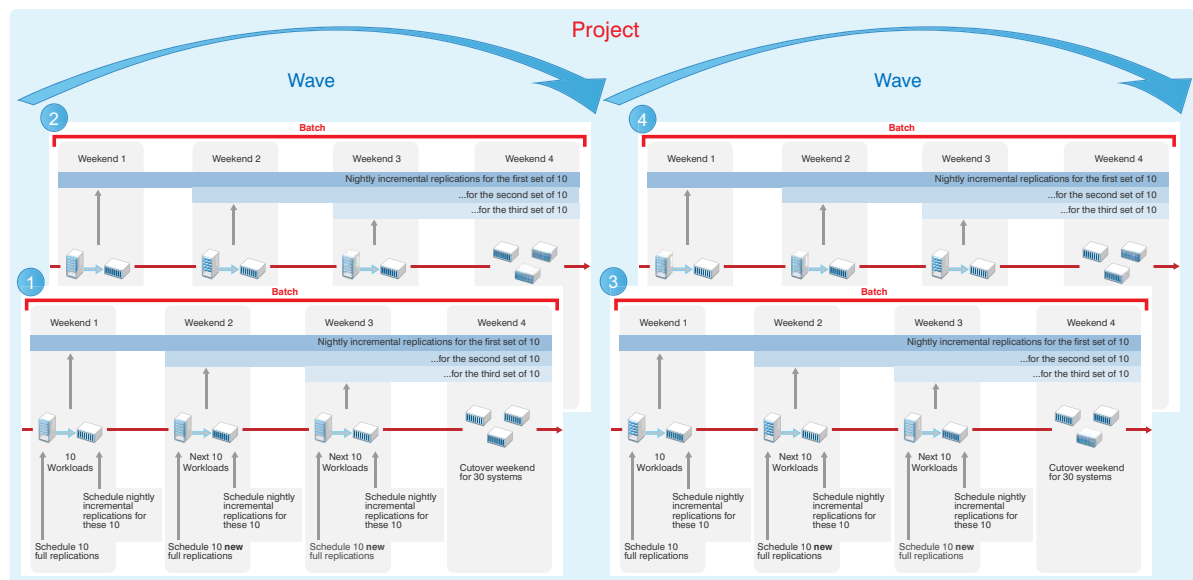 Project
Wave
Wave
2
Batch
Weekend 1
Weekend 2
Weekend 3
Weekend 4
Nightly incremental replications for the first set of 10
...for the second set of 10
...for the third set of 10
4
Batch
Weekend 1
Weekend 2
Weekend 3
Weekend 4
Nightly incremental replications for the first set of 10
...for the second set of 10
...for the third set of 10
1
Batch
Weekend 1
Weekend 2
Weekend 3
Weekend 4
Nightly incremental replications for the first set of 10
...for the second set of 10
...for the third set of 10
10
Workloads
Next 10
Workloads
Next 10
Workloads
Cutover weekend
for 30 systems
Schedule nightly
incremental
replications for
these 10
Schedule nightly
incremental
replications for
these 10
Schedule nightly
incremental
replications for
these 10
Schedule 10
full replications
Schedule 10 new
full replications
Schedule 10 new
full replications
3
Batch
Weekend 1
Weekend 2
Weekend 3
Weekend 4
Nightly incremental replications for the first set of 10
...for the second set of 10
...for the third set of 10
10
Workloads
Next 10
Workloads
Next 10
Workloads
Cutover weekend
for 30 systems
Schedule nightly
incremental
replications for
these 10
Schedule nightly
incremental
replications for
these 10
Schedule nightly
incremental
replications for
these 10
Schedule 10
full replications
Schedule 10 new
full replications
Schedule 10 new
full replications